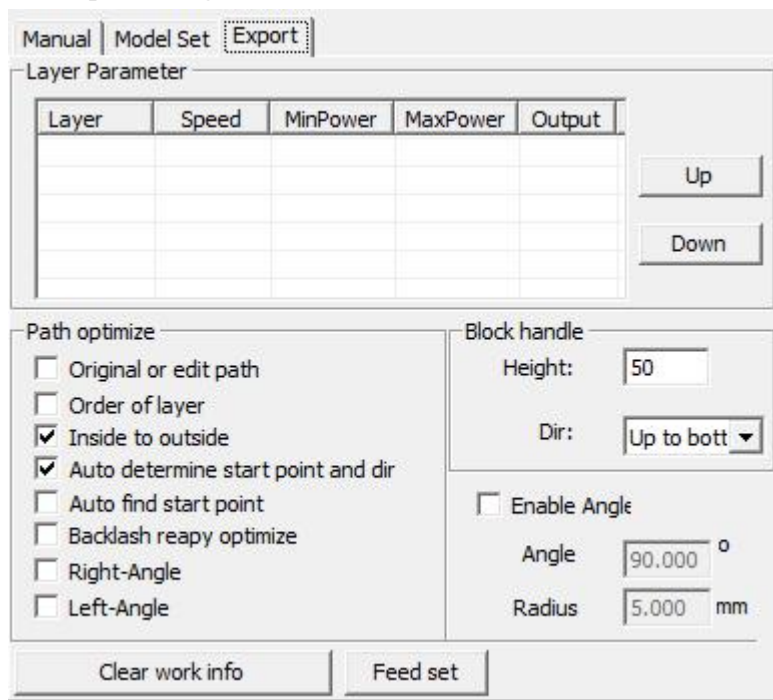 Manual Model Set Export
Layer Parameter
Layer Speed MinPower MaxPower Output
Up
Down
Path optimize
Original or edit path
Order of layer
Inside to outside
Auto determine start point and dir
Auto find start point
Backlash reapy optimize
Right-Angle
Left-Angle
Block handle
Height: 50
Dir: Up to bott
Enable Angle
Angle 90.000 o
Radius 5.000 mm
Clear work info Feed set